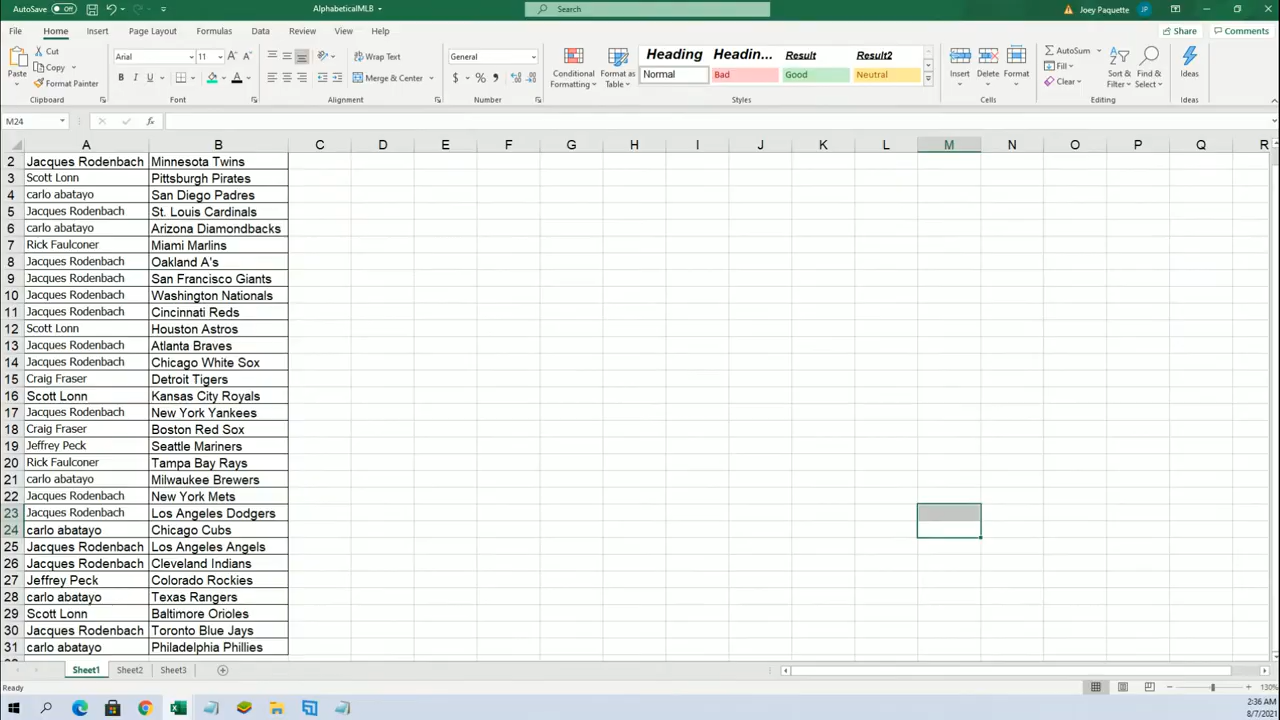 AutoSave Off AlphabeticalMLB Search Joey Paquette JP
File Home Insert Page Layout Formulas Data Review View Help Share Comments
Paste Cut Copy Format Painter Clipboard
Arial 11 A A B I U A Font
Wrap Text Merge & Center Alignment
General $ % Number
Conditional Formatting Format as Table
Heading Headin... Result Result2
Normal Bad Good Neutral
Styles
Insert Delete Format Cells
AutoSum Fill Clear Sort & Filter Find & Select Editing
Ideas Ideas
M24 fx
A B C D E F G H I J K L M N O P Q R
2 Jacques Rodenbach Minnesota Twins
3 Scott Lonn Pittsburgh Pirates
4 carlo abatayo San Diego Padres
5 Jacques Rodenbach St. Louis Cardinals
6 carlo abatayo Arizona Diamondbacks
7 Rick Faulconer Miami Marlins
8 Jacques Rodenbach Oakland A's
9 Jacques Rodenbach San Francisco Giants
10 Jacques Rodenbach Washington Nationals
11 Jacques Rodenbach Cincinnati Reds
12 Scott Lonn Houston Astros
13 Jacques Rodenbach Atlanta Braves
14 Jacques Rodenbach Chicago White Sox
15 Craig Fraser Detroit Tigers
16 Scott Lonn Kansas City Royals
17 Jacques Rodenbach New York Yankees
18 Craig Fraser Boston Red Sox
19 Jeffrey Peck Seattle Mariners
20 Rick Faulconer Tampa Bay Rays
21 carlo abatayo Milwaukee Brewers
22 Jacques Rodenbach New York Mets
23 Jacques Rodenbach Los Angeles Dodgers
24 carlo abatayo Chicago Cubs
25 Jacques Rodenbach Los Angeles Angels
26 Jacques Rodenbach Cleveland Indians
27 Jeffrey Peck Colorado Rockies
28 carlo abatayo Texas Rangers
29 Scott Lonn Baltimore Orioles
30 Jacques Rodenbach Toronto Blue Jays
31 carlo abatayo Philadelphia Phillies
Sheet1 Sheet2 Sheet3
Ready 130%
2:36 AM
8/7/2021